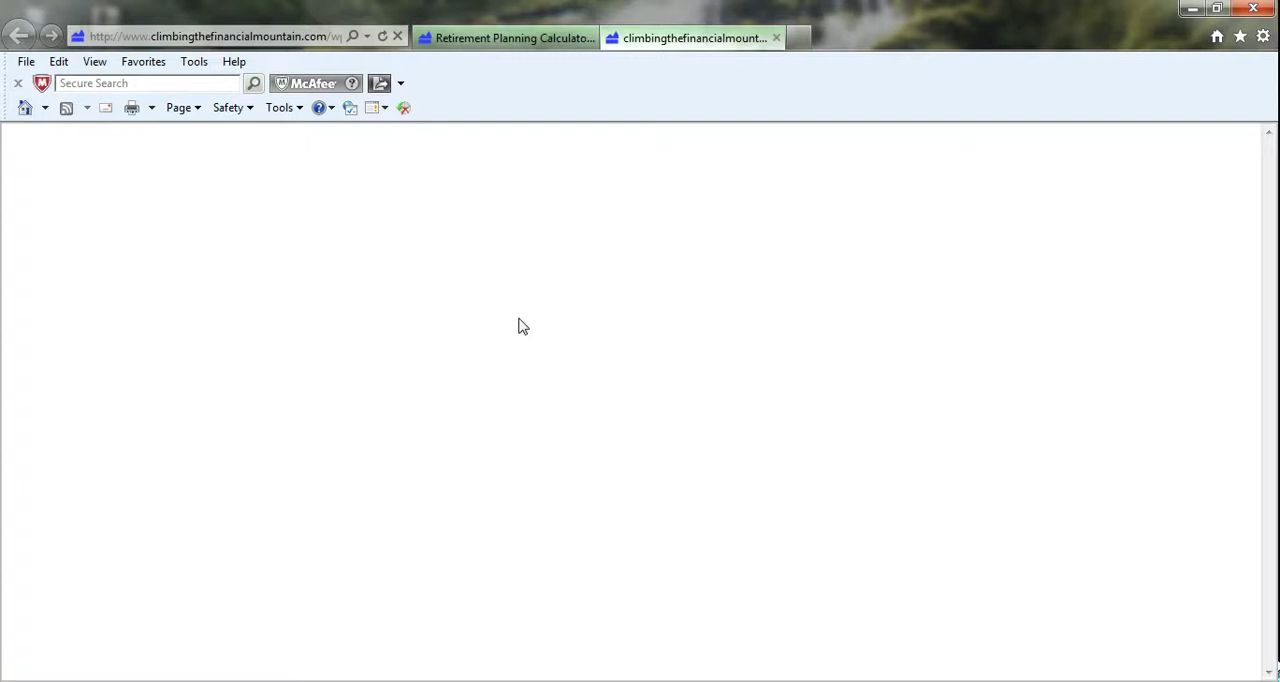 http://www.climbingthefinancialmountain.com/w
Retirement Planning Calculato...
climbingthefinancialmount...
File Edit View Favorites Tools Help
Secure Search McAfee
Page Safety Tools